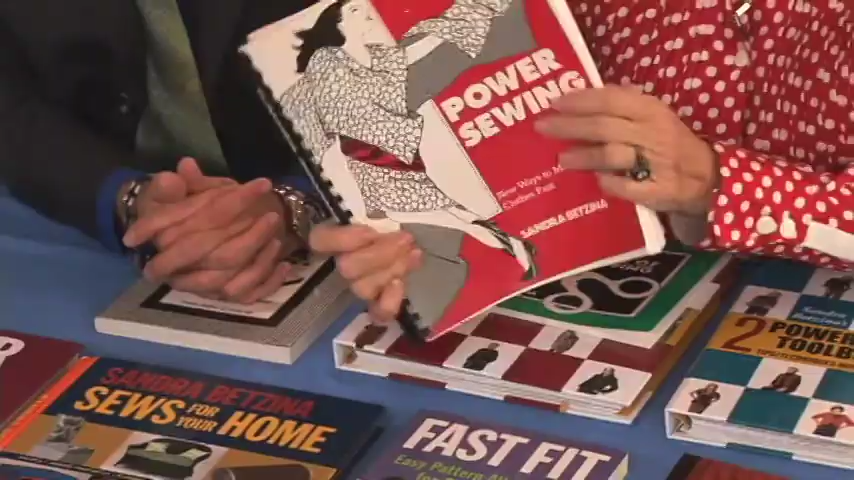 POWER
SEWING
New Ways to M
Clothes Fast
SANDRA BETZINA
SANDRA BETZINA
SEWS FOR
YOUR HOME
FAST FIT
Easy Pattern Al
2 POWER
TOOLB